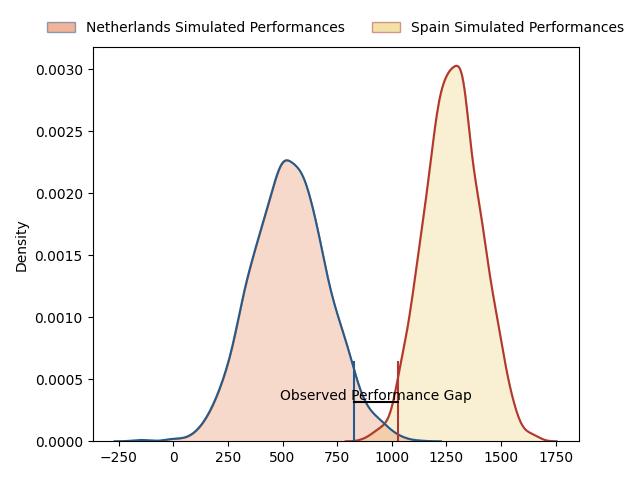 Netherlands Simulated Performances Spain Simulated Performances
0.0030
0.0025
0.0020
0.0015
0.0010
0.0005
0.0000
Density
Observed Performance Gap
−250 0 250 500 750 1000 1250 1500 1750